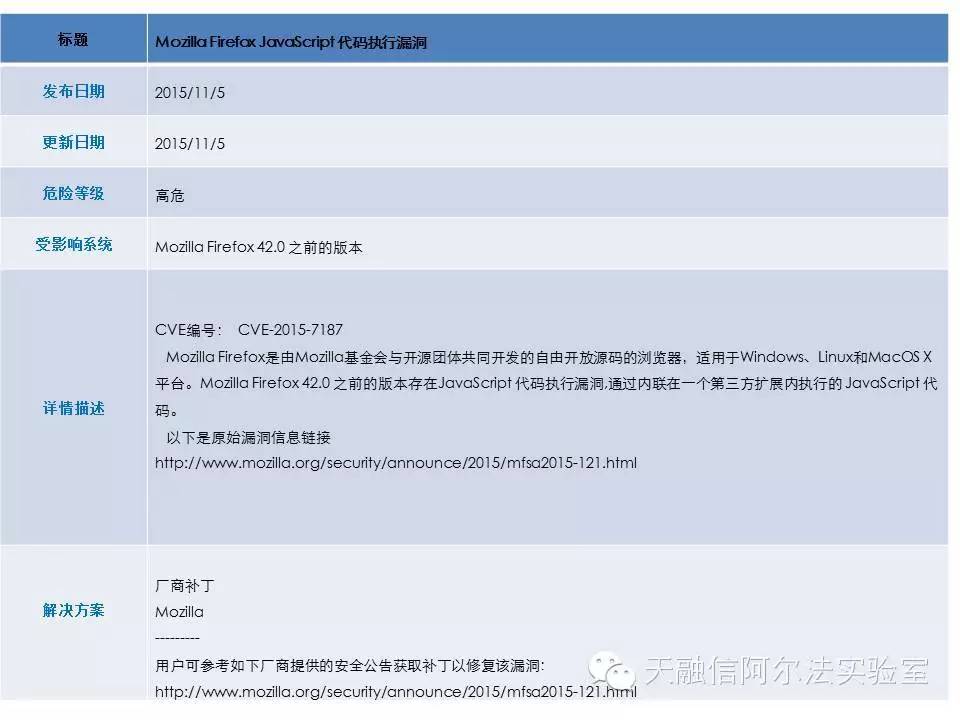 标题
Mozilla Firefox JavaScript 代码执行漏洞
发布日期
2015/11/5
更新日期
2015/11/5
危险等级
高危
受影响系统
Mozilla Firefox 42.0 之前的版本
详情描述
CVE编号： CVE-2015-7187
Mozilla Firefox是由Mozilla基金会与开源团体共同开发的自由开放源码的浏览器，适用于Windows、Linux和MacOS X
平台。Mozilla Firefox 42.0 之前的版本存在JavaScript 代码执行漏洞,通过内联在一个第三方扩展内执行的 JavaScript 代
码。
以下是原始漏洞信息链接
http://www.mozilla.org/security/announce/2015/mfsa2015-121.html
解决方案
厂商补丁
Mozilla
---------
用户可参考如下厂商提供的安全公告获取补丁以修复该漏洞：
http://www.mozilla.org/security/announce/2015/mfsa2015-121.html
天融信阿尔法实验室